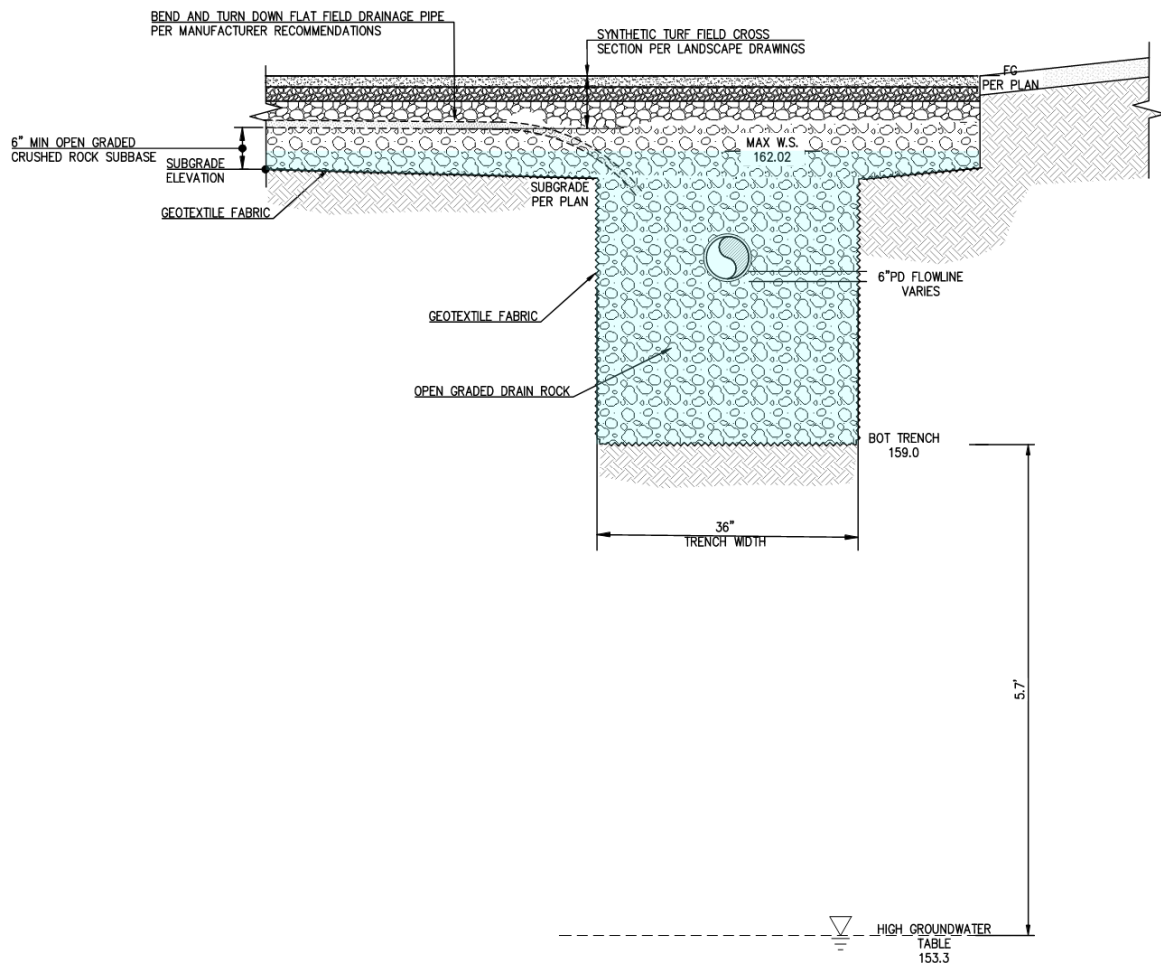 BEND AND TURN DOWN FLAT FIELD DRAINAGE PIPE
PER MANUFACTURER RECOMMENDATIONS
SYNTHETIC TURF FIELD CROSS
SECTION PER LANDSCAPE DRAWINGS
FG
PER PLAN
6" MIN OPEN GRADED
CRUSHED ROCK SUBBASE
MAX W.S.
162.02
SUBGRADE
ELEVATION
SUBGRADE
PER PLAN
GEOTEXTILE FABRIC
6"PD FLOWLINE
VARIES
GEOTEXTILE FABRIC
OPEN GRADED DRAIN ROCK
BOT TRENCH
159.0
36"
TRENCH WIDTH
5.7'
HIGH GROUNDWATER
TABLE
153.3